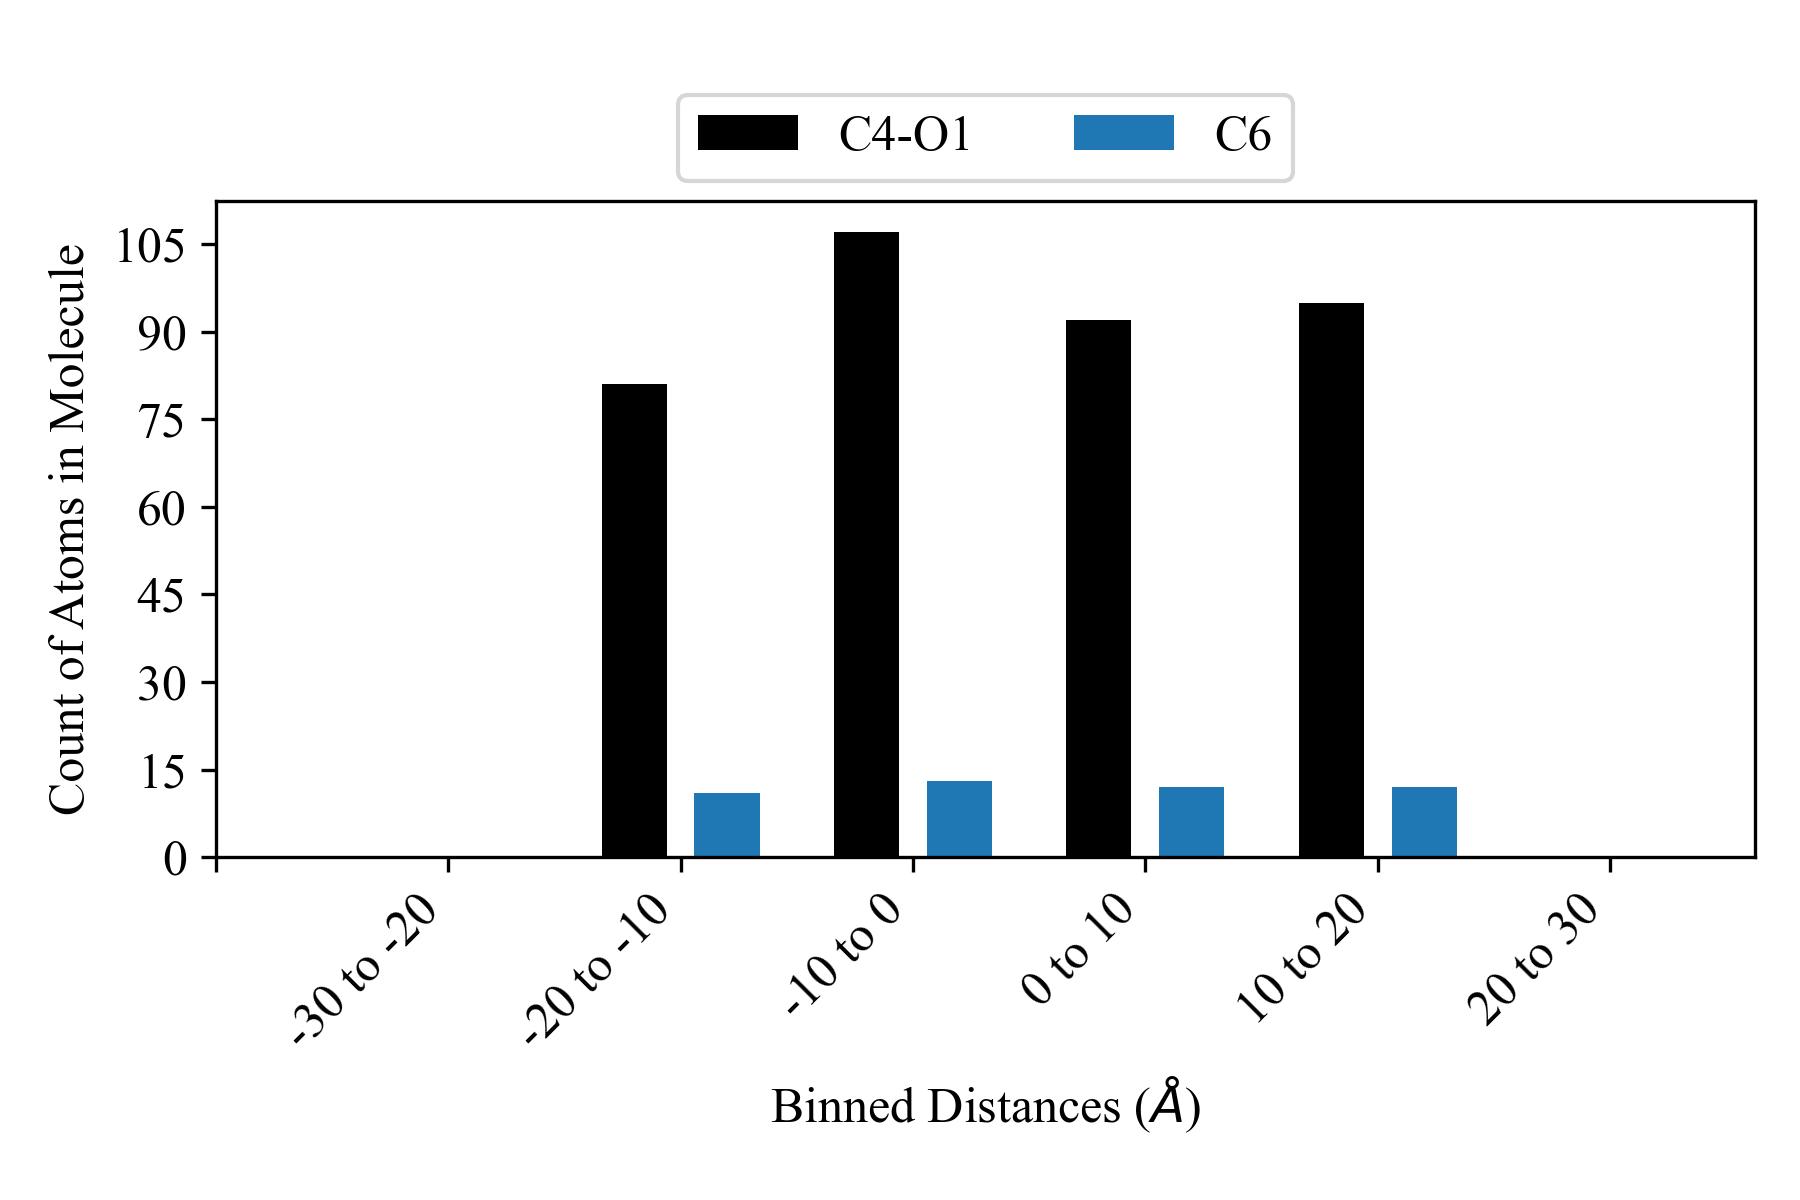 C4-O1
C6
Count of Atoms in Molecule
105
90
75
60
45
30
15
0
-30 to -20
-20 to -10
-10 to 0
0 to 10
10 to 20
20 to 30
Binned Distances (Å)